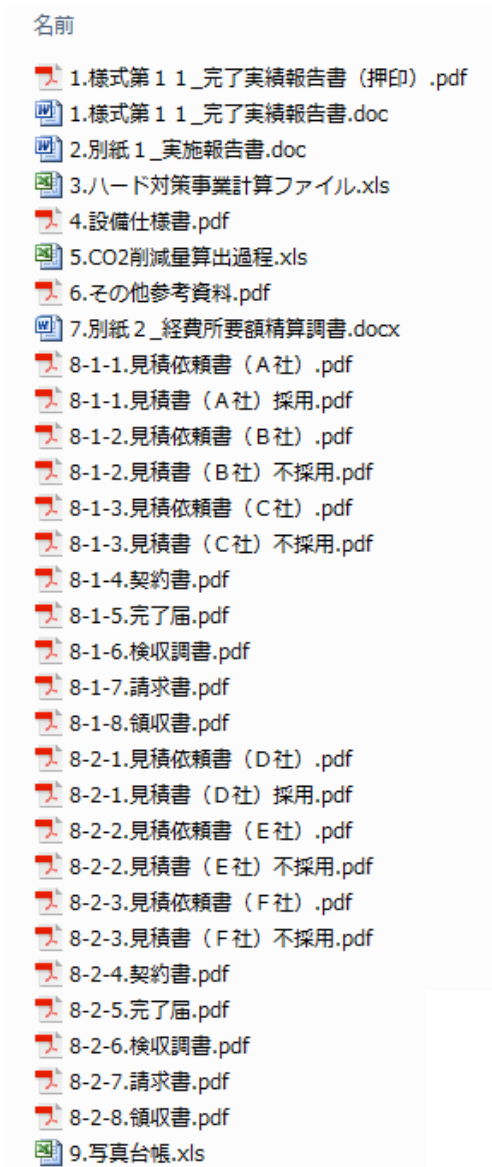 名前
1.様式第１１_完了実績報告書（押印）.pdf
1.様式第１１_完了実績報告書.doc
2.別紙１_実施報告書.doc
3.ハード対策事業計算ファイル.xls
4.設備仕様書.pdf
5.CO2削減量算出過程.xls
6.その他参考資料.pdf
7.別紙２_経費所要額精算調書.docx
8-1-1.見積依頼書（Ａ社）.pdf
8-1-1.見積書（Ａ社）採用.pdf
8-1-2.見積依頼書（Ｂ社）.pdf
8-1-2.見積書（Ｂ社）不採用.pdf
8-1-3.見積依頼書（Ｃ社）.pdf
8-1-3.見積書（Ｃ社）不採用.pdf
8-1-4.契約書.pdf
8-1-5.完了届.pdf
8-1-6.検収調書.pdf
8-1-7.請求書.pdf
8-1-8.領収書.pdf
8-2-1.見積依頼書（Ｄ社）.pdf
8-2-1.見積書（Ｄ社）採用.pdf
8-2-2.見積依頼書（Ｅ社）.pdf
8-2-2.見積書（Ｅ社）不採用.pdf
8-2-3.見積依頼書（Ｆ社）.pdf
8-2-3.見積書（Ｆ社）不採用.pdf
8-2-4.契約書.pdf
8-2-5.完了届.pdf
8-2-6.検収調書.pdf
8-2-7.請求書.pdf
8-2-8.領収書.pdf
9.写真台帳.xls